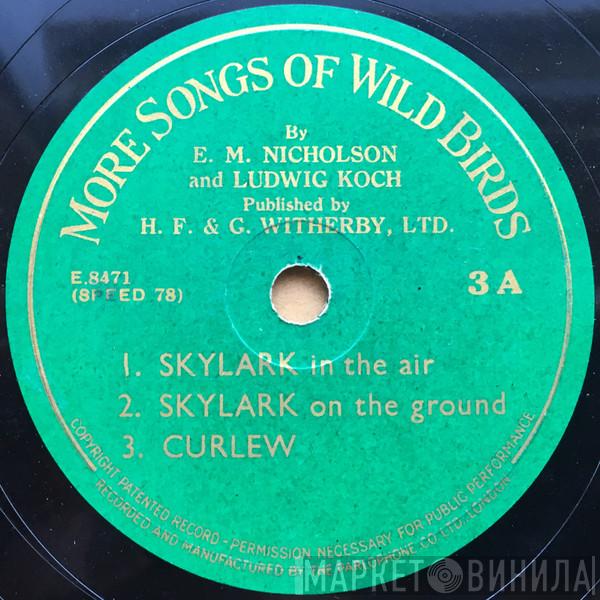 MORE SONGS OF WILD BIRDS
By
E. M. NICHOLSON
and LUDWIG KOCH
Published by
H. F. & G. WITHERBY, LTD.
E.8471
(SPEED 78)
3 A
1. SKYLARK in the air
2. SKYLARK on the ground
3. CURLEW
COPYRIGHT PATENTED RECORD - PERMISSION NECESSARY FOR PUBLIC PERFORMANCE
RECORDED AND MANUFACTURED BY THE PARLOPHONE CO. LTD., LONDON
МАРКЕТ ВИНИЛА